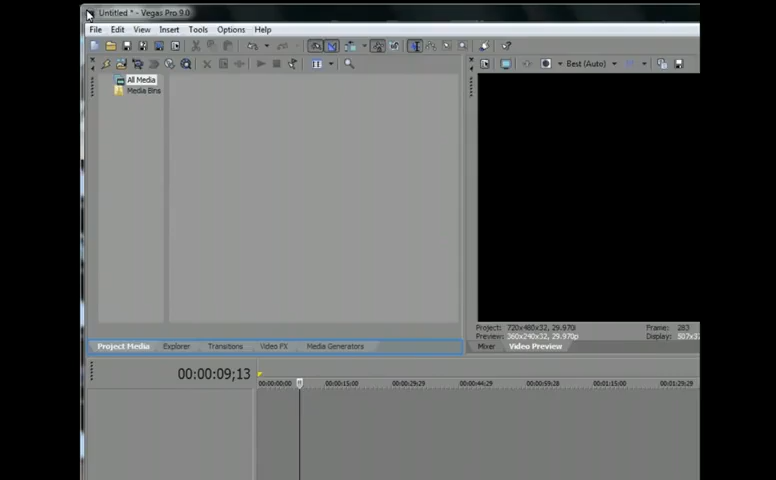 Untitled * - Vegas Pro 9.0
File Edit View Insert Tools Options Help
Best (Auto)
All Media
Media Bins
Project: 720x480x32, 29.970i
Frame: 283
Preview: 360x240x32, 29.970p
Display: 507x3
Project Media Explorer Transitions Video FX Media Generators
Mixer Video Preview
00:00:09;13
00:00:00;00 00:00:15;00 00:00:29;29 00:00:44;29 00:00:59;28 00:01:15;00 00:01:29;29